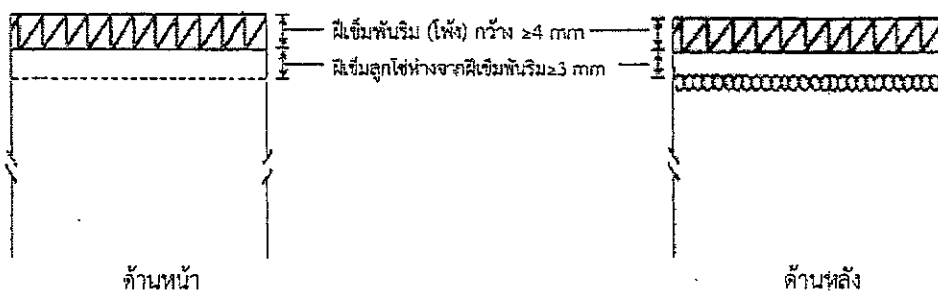 ฝีเข็มพันริม (โพ้ง) กว้าง ≥4 mm
ฝีเข็มลูกโซ่ห่างจากฝีเข็มพันริม≥3 mm
ด้านหน้า
ด้านหลัง